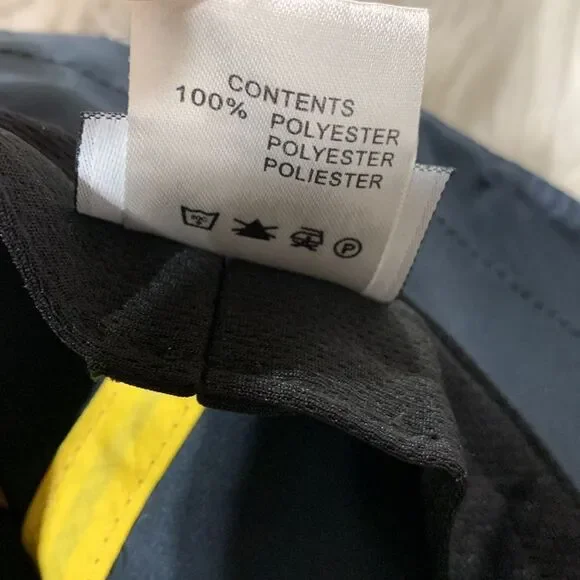 CONTENTS
100% POLYESTER
POLYESTER
POLIESTER
P